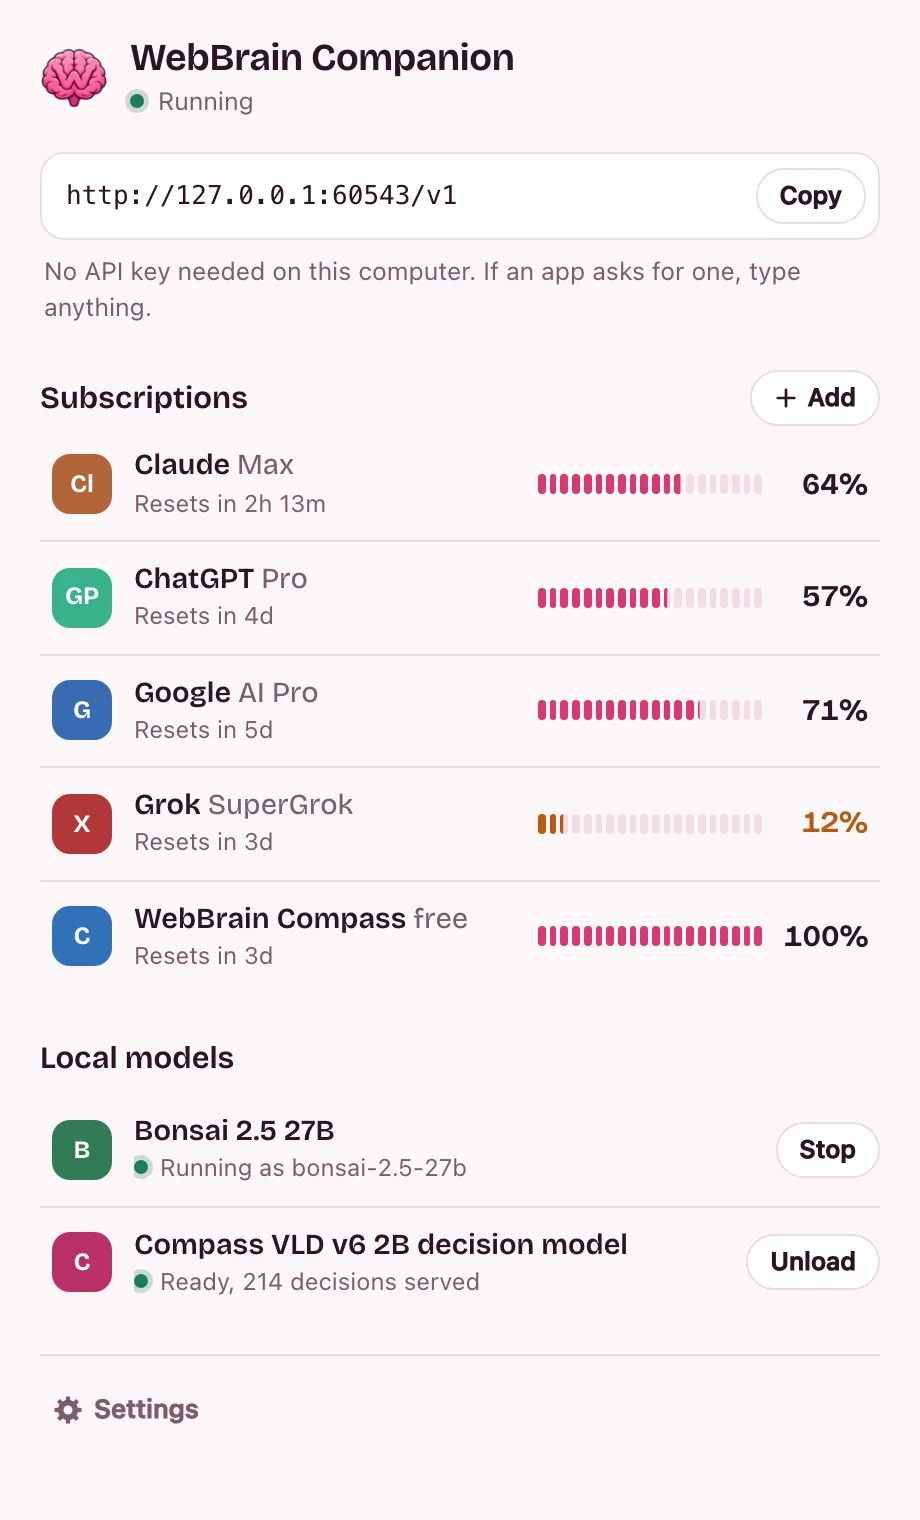 WebBrain Companion
Running
http://127.0.0.1:60543/v1
Copy
No API key needed on this computer. If an app asks for one, type
anything.
Subscriptions
+ Add
Cl
Claude Max
Resets in 2h 13m
64%
GP
ChatGPT Pro
Resets in 4d
57%
G
Google AI Pro
Resets in 5d
71%
X
Grok SuperGrok
Resets in 3d
12%
C
WebBrain Compass free
Resets in 3d
100%
Local models
B
Bonsai 2.5 27B
Running as bonsai-2.5-27b
Stop
C
Compass VLD v6 2B decision model
Ready, 214 decisions served
Unload
Settings